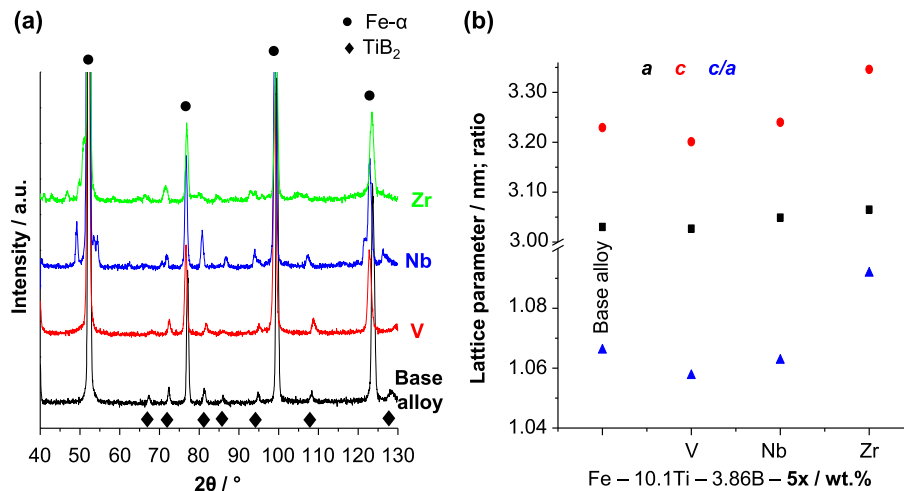 (a)
● Fe-α
◆ TiB₂
Intensity / a.u.
Zr
Nb
V
Base
alloy
40 50 60 70 80 90 100 110 120 130
2θ / °
(b)
a c c/a
Lattice parameter / nm; ratio
3.30
3.20
3.10
3.00
1.08
1.06
1.04
Base alloy
V Nb Zr
Fe – 10.1Ti – 3.86B – 5x / wt.%